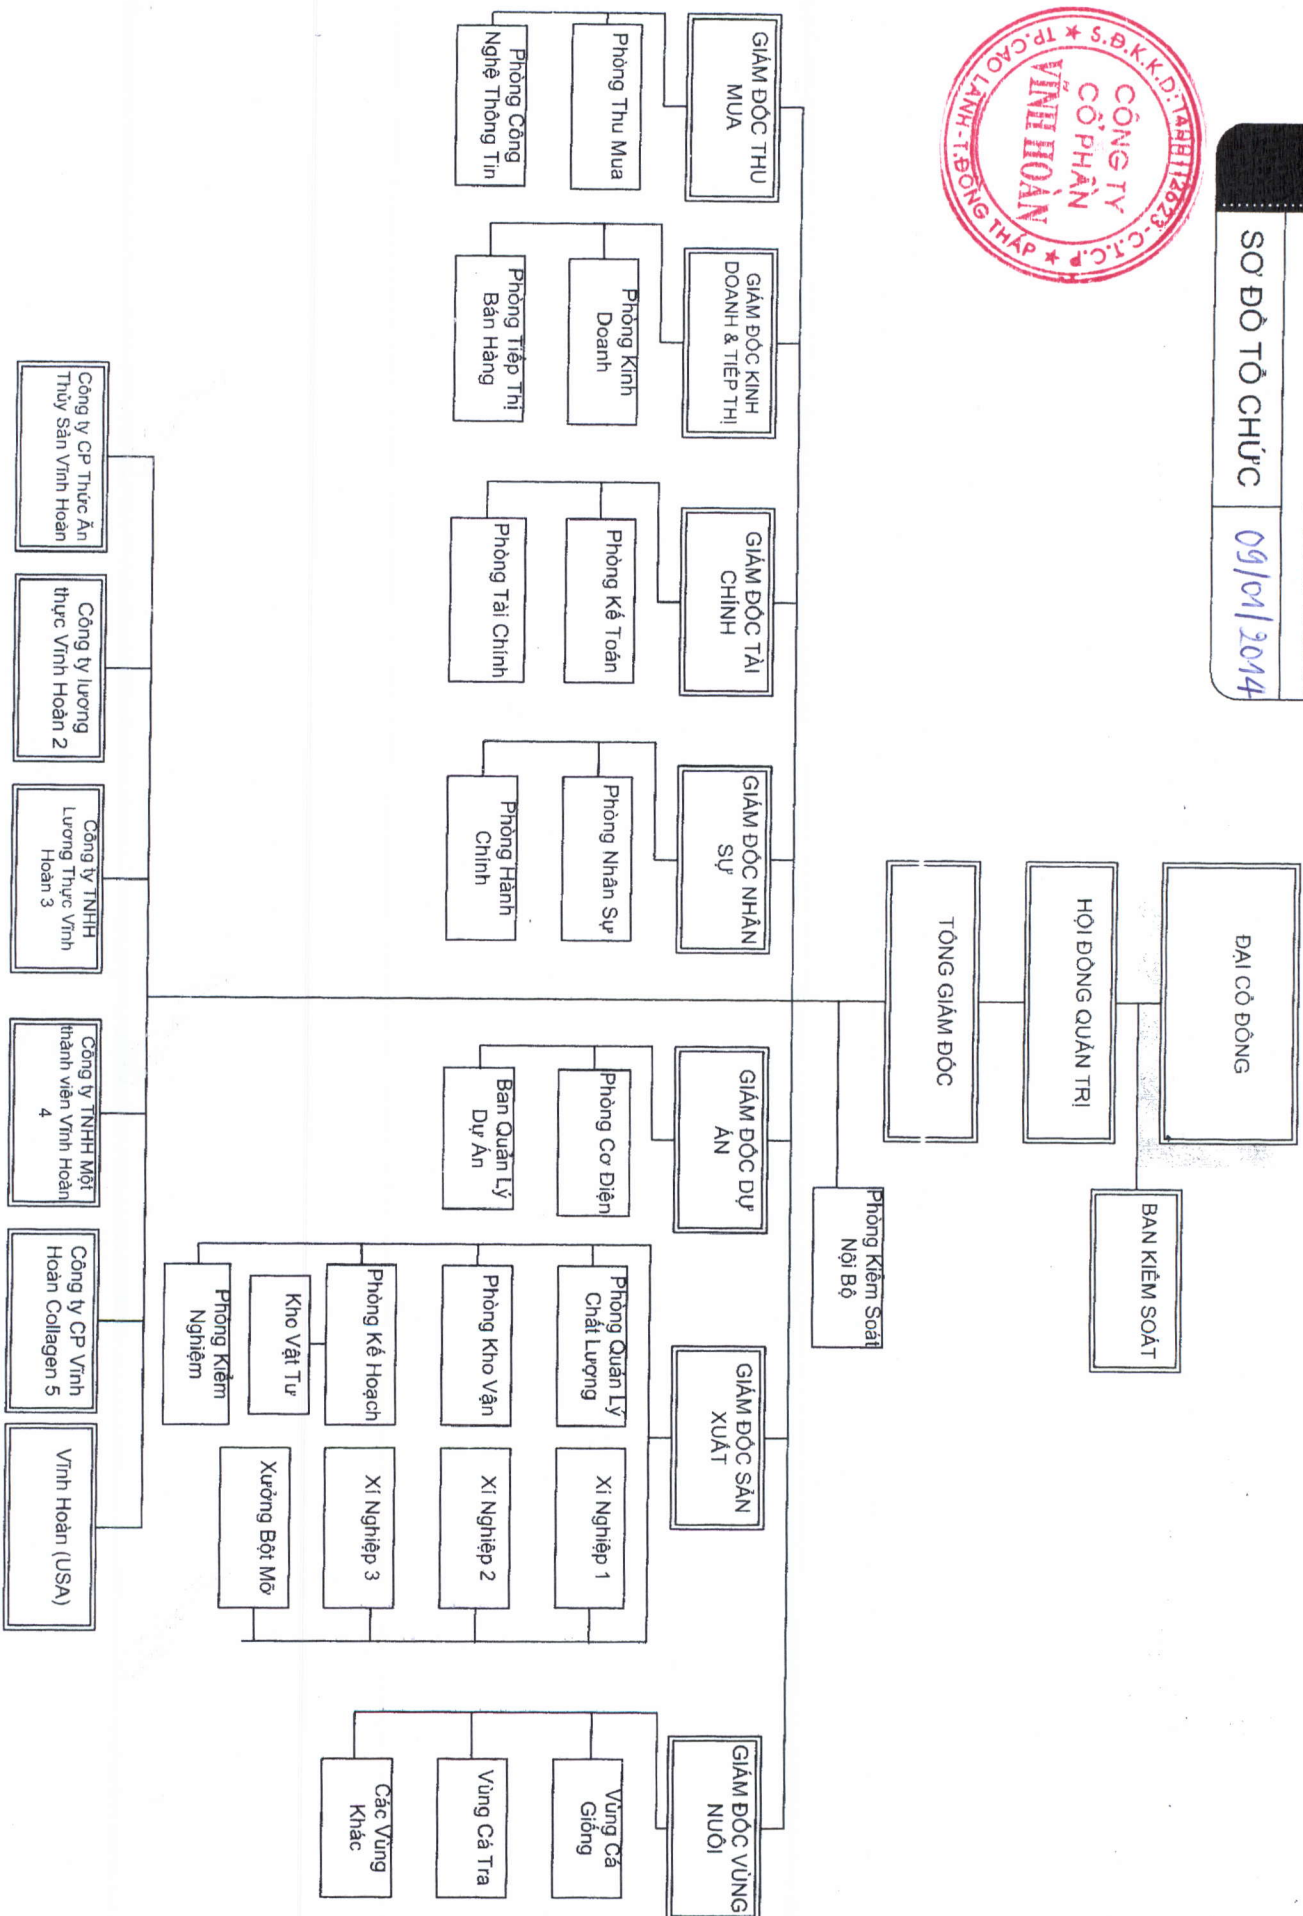 SƠ ĐỒ TỔ CHỨC
09/01/2014
S.Đ.K.K.D:
-C.T.C.P
TP.CAO LÃNH-T.ĐỒNG THÁP
CÔNG TY
CỔ PHẦN
VĨNH HOÀN
ĐẠI CỔ ĐÔNG
BAN KIỂM SOÁT
HỘI ĐỒNG QUẢN TRỊ
TỔNG GIÁM ĐỐC
Phòng Kiểm Soát
Nội Bộ
GIÁM ĐỐC THU
MUA
Phòng Thu Mua
Phòng Công
Nghệ Thông Tin
GIÁM ĐỐC KINH
DOANH & TIẾP THỊ
Phòng Kinh
Doanh
Phòng Tiếp Thị
Bán Hàng
GIÁM ĐỐC TÀI
CHÍNH
Phòng Kế Toán
Phòng Tài Chính
GIÁM ĐỐC NHÂN
SỰ
Phòng Nhân Sự
Phòng Hành
Chính
GIÁM ĐỐC DỰ
ÁN
Phòng Cơ Điện
Ban Quản Lý
Dự Án
GIÁM ĐỐC SẢN
XUẤT
Phòng Quản Lý
Chất Lượng
Phòng Kho Vận
Phòng Kế Hoạch
Kho Vật Tư
Phòng Kiểm
Nghiệm
Xí Nghiệp 1
Xí Nghiệp 2
Xí Nghiệp 3
Xưởng Bột Mỡ
GIÁM ĐỐC VÙNG
NUÔI
Vùng Cá
Giống
Vùng Cá Tra
Các Vùng
Khác
Công ty CP Thức Ăn
Thủy Sản Vĩnh Hoàn
Công ty lương
thực Vĩnh Hoàn 2
Công ty TNHH
Lương Thực Vĩnh
Hoàn 3
Công ty TNHH Một
thành viên Vĩnh Hoàn
4
Công ty CP Vĩnh
Hoàn Collagen 5
Vĩnh Hoàn (USA)